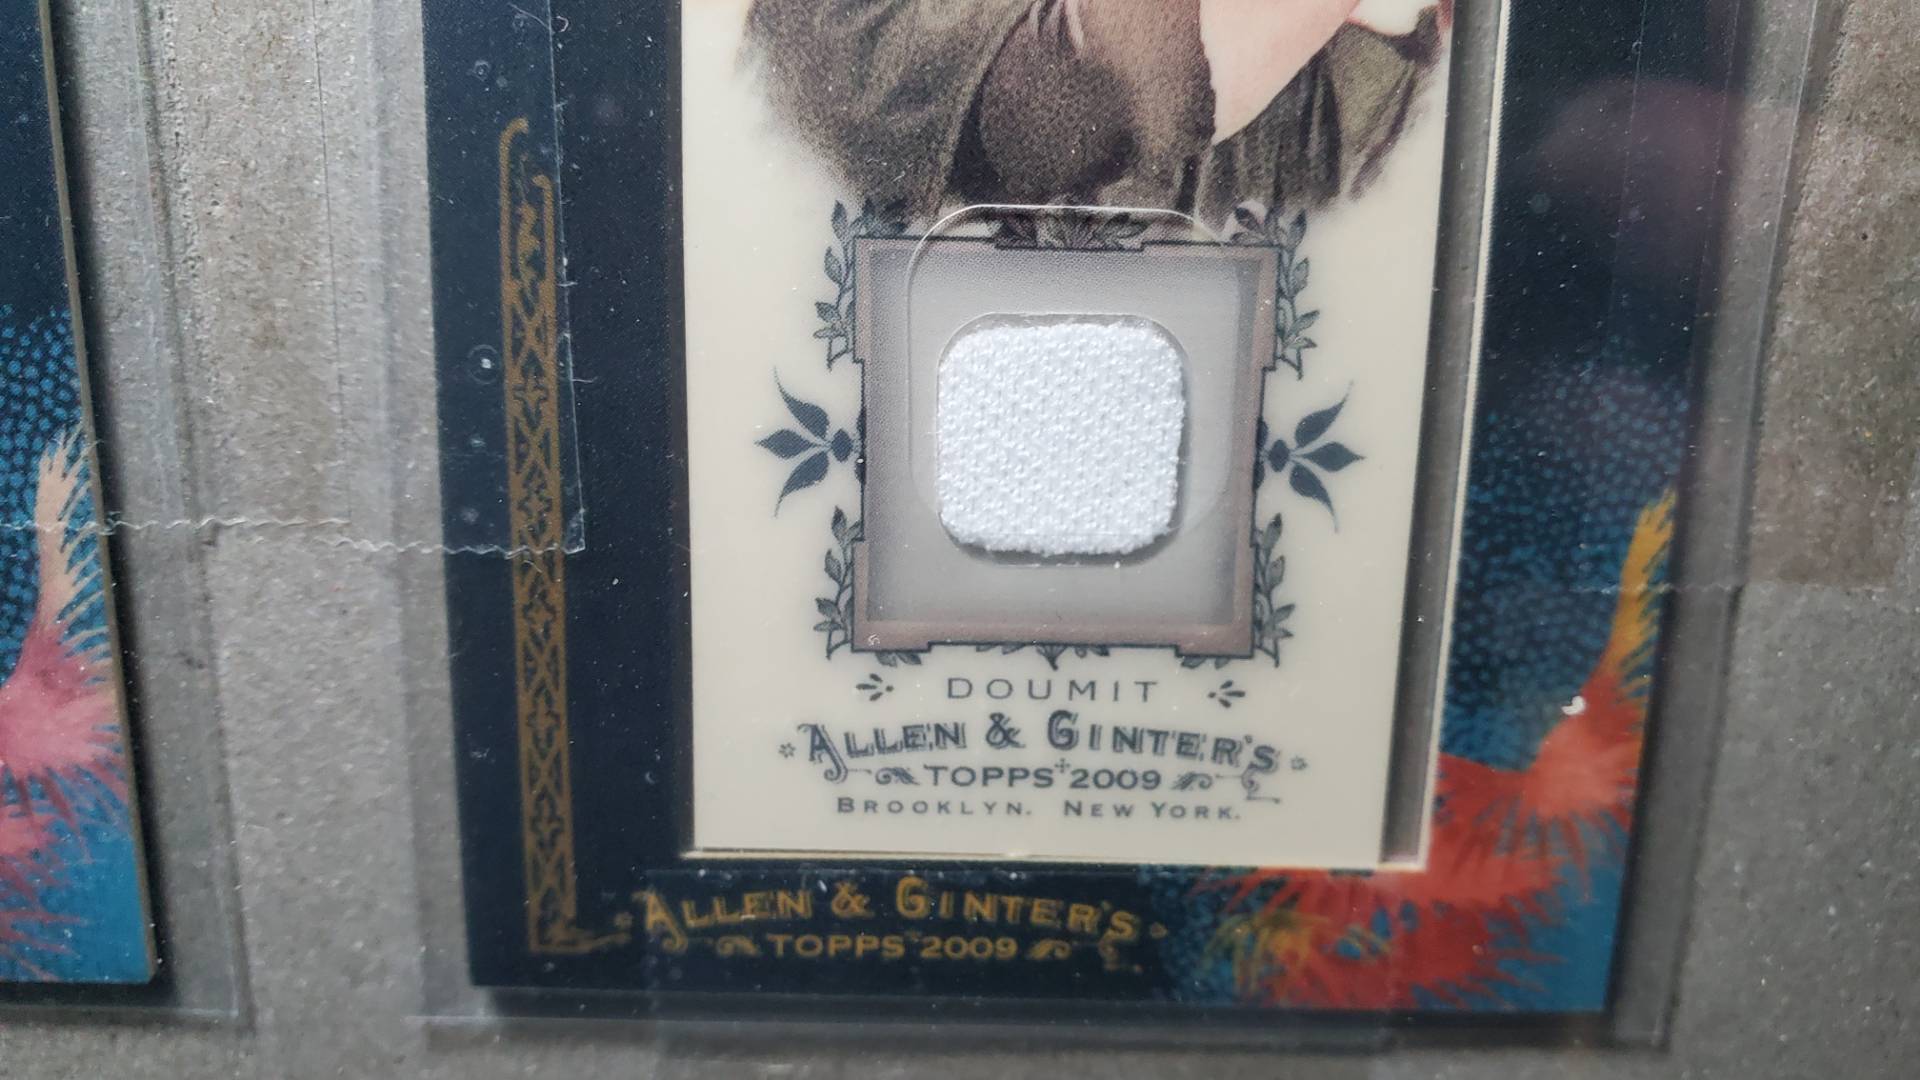 DOUMIT
ALLEN & GINTER'S
TOPPS 2009
BROOKLYN. NEW YORK.
ALLEN & GINTER'S
TOPPS 2009